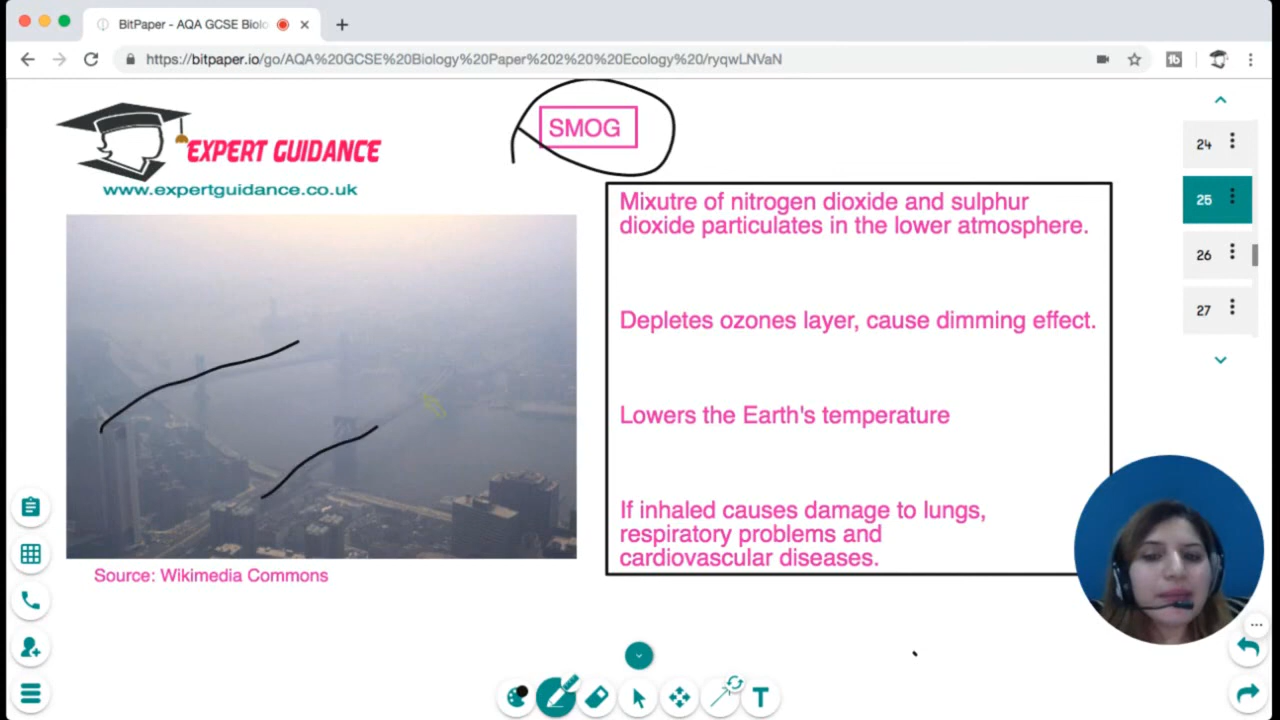 BitPaper - AQA GCSE Biolo
https://bitpaper.io/go/AQA%20GCSE%20Biology%20Paper%202%20%20Ecology%20/ryqwLNVaN
SMOG
EXPERT GUIDANCE
www.expertguidance.co.uk
Mixutre of nitrogen dioxide and sulphur
dioxide particulates in the lower atmosphere.
Depletes ozones layer, cause dimming effect.
Lowers the Earth's temperature
If inhaled causes damage to lungs,
respiratory problems and
cardiovascular diseases.
Source: Wikimedia Commons
24
25
26
27
T